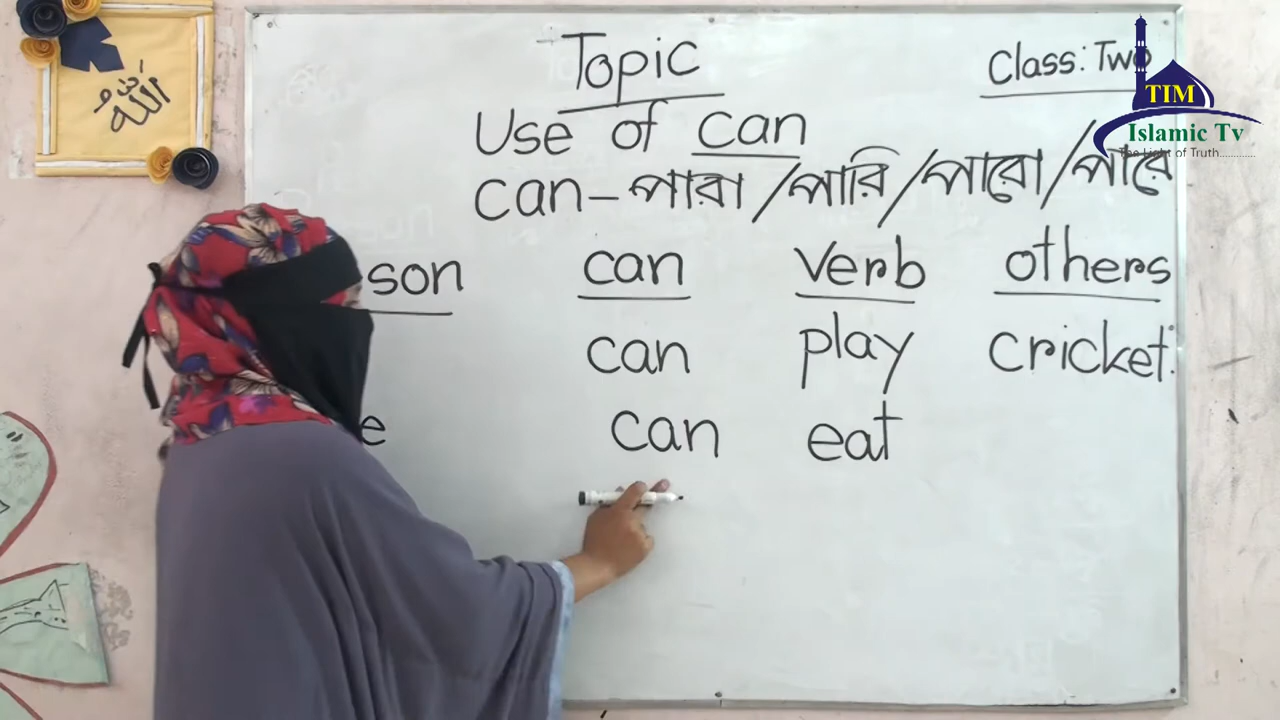 Topic
Class: Two
TIM
Islamic Tv
The Light of Truth.............
الله
Use of can
can – পারা / পারি / পারো / পারে
son can verb others
can play cricket.
e can eat